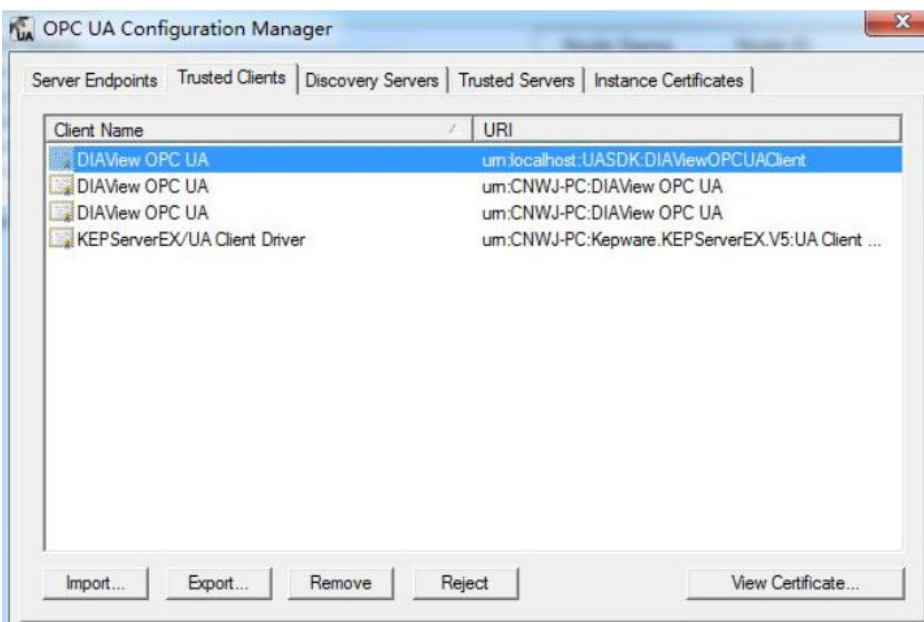 OPC UA Configuration Manager
Server Endpoints Trusted Clients Discovery Servers Trusted Servers Instance Certificates
Client Name URI
DIAView OPC UA urn:localhost:UASDK:DIAViewOPCUAClient
DIAView OPC UA urn:CNWJ-PC:DIAView OPC UA
DIAView OPC UA urn:CNWJ-PC:DIAView OPC UA
KEPServerEX/UA Client Driver urn:CNWJ-PC:Kepware.KEPServerEX.V5:UA Client ...
Import... Export... Remove Reject View Certificate...